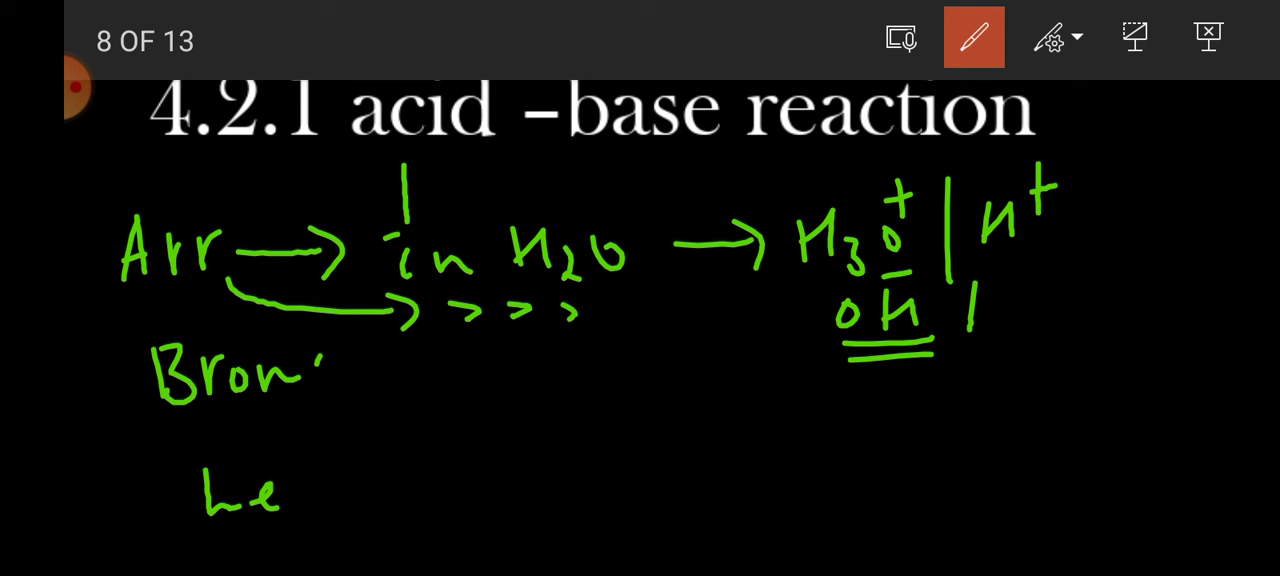 8 OF 13
4.2.1 acid –base reaction
Arr → in H2O → H3O+ | H+
> > > OH
Bron
Le